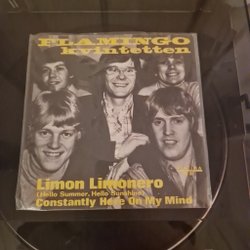 FLAMINGO
kvintetten
Limon Limonero
(Hello Summer, Hello Sunshine)
Constantly Here On My Mind